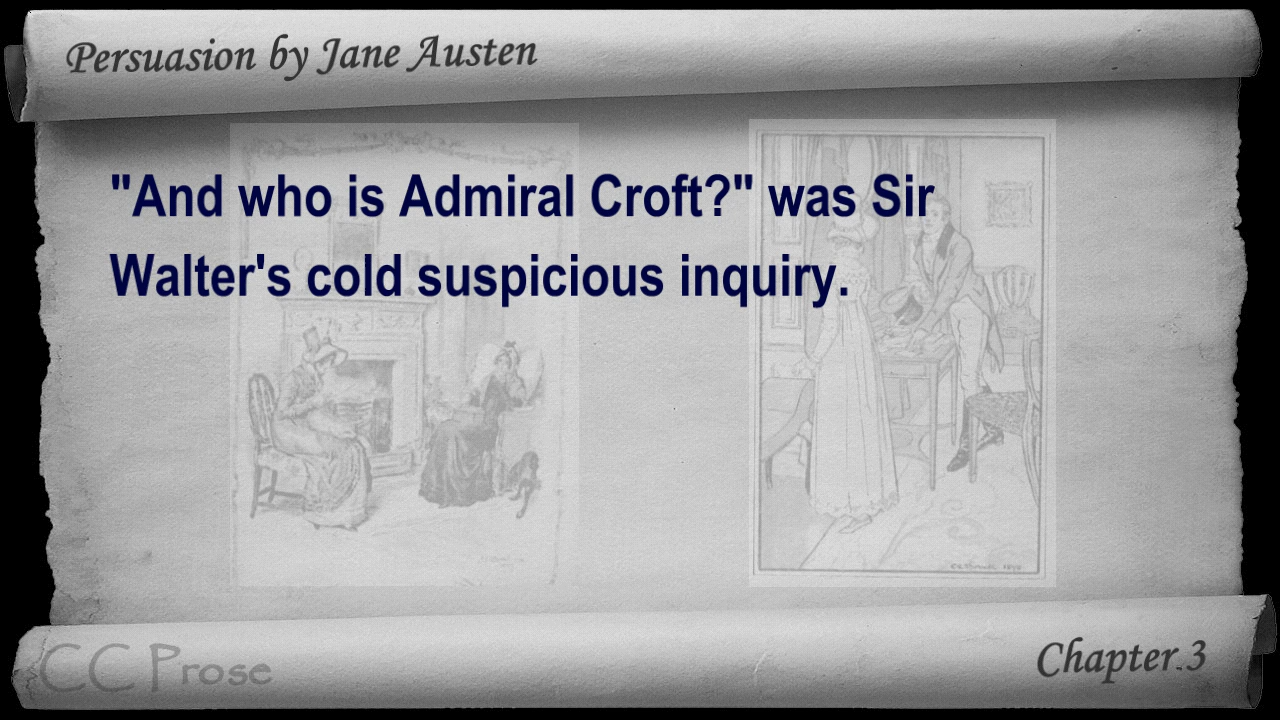 Persuasion by Jane Austen
"And who is Admiral Croft?" was Sir
Walter's cold suspicious inquiry.
CC Prose
Chapter.3